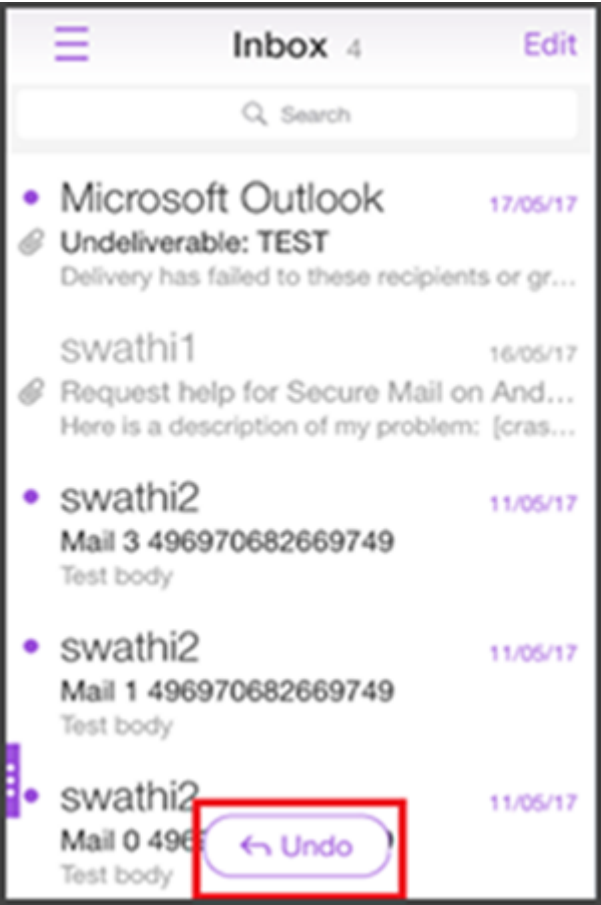 Inbox 4 Edit
Search
Microsoft Outlook 17/05/17
Undeliverable: TEST
Delivery has failed to these recipients or gr...
swathi1 16/05/17
Request help for Secure Mail on And...
Here is a description of my problem: [cras...
swathi2 11/05/17
Mail 3 496970682669749
Test body
swathi2 11/05/17
Mail 1 496970682669749
Test body
swathi2 11/05/17
Mail 0 496
Undo
Test body